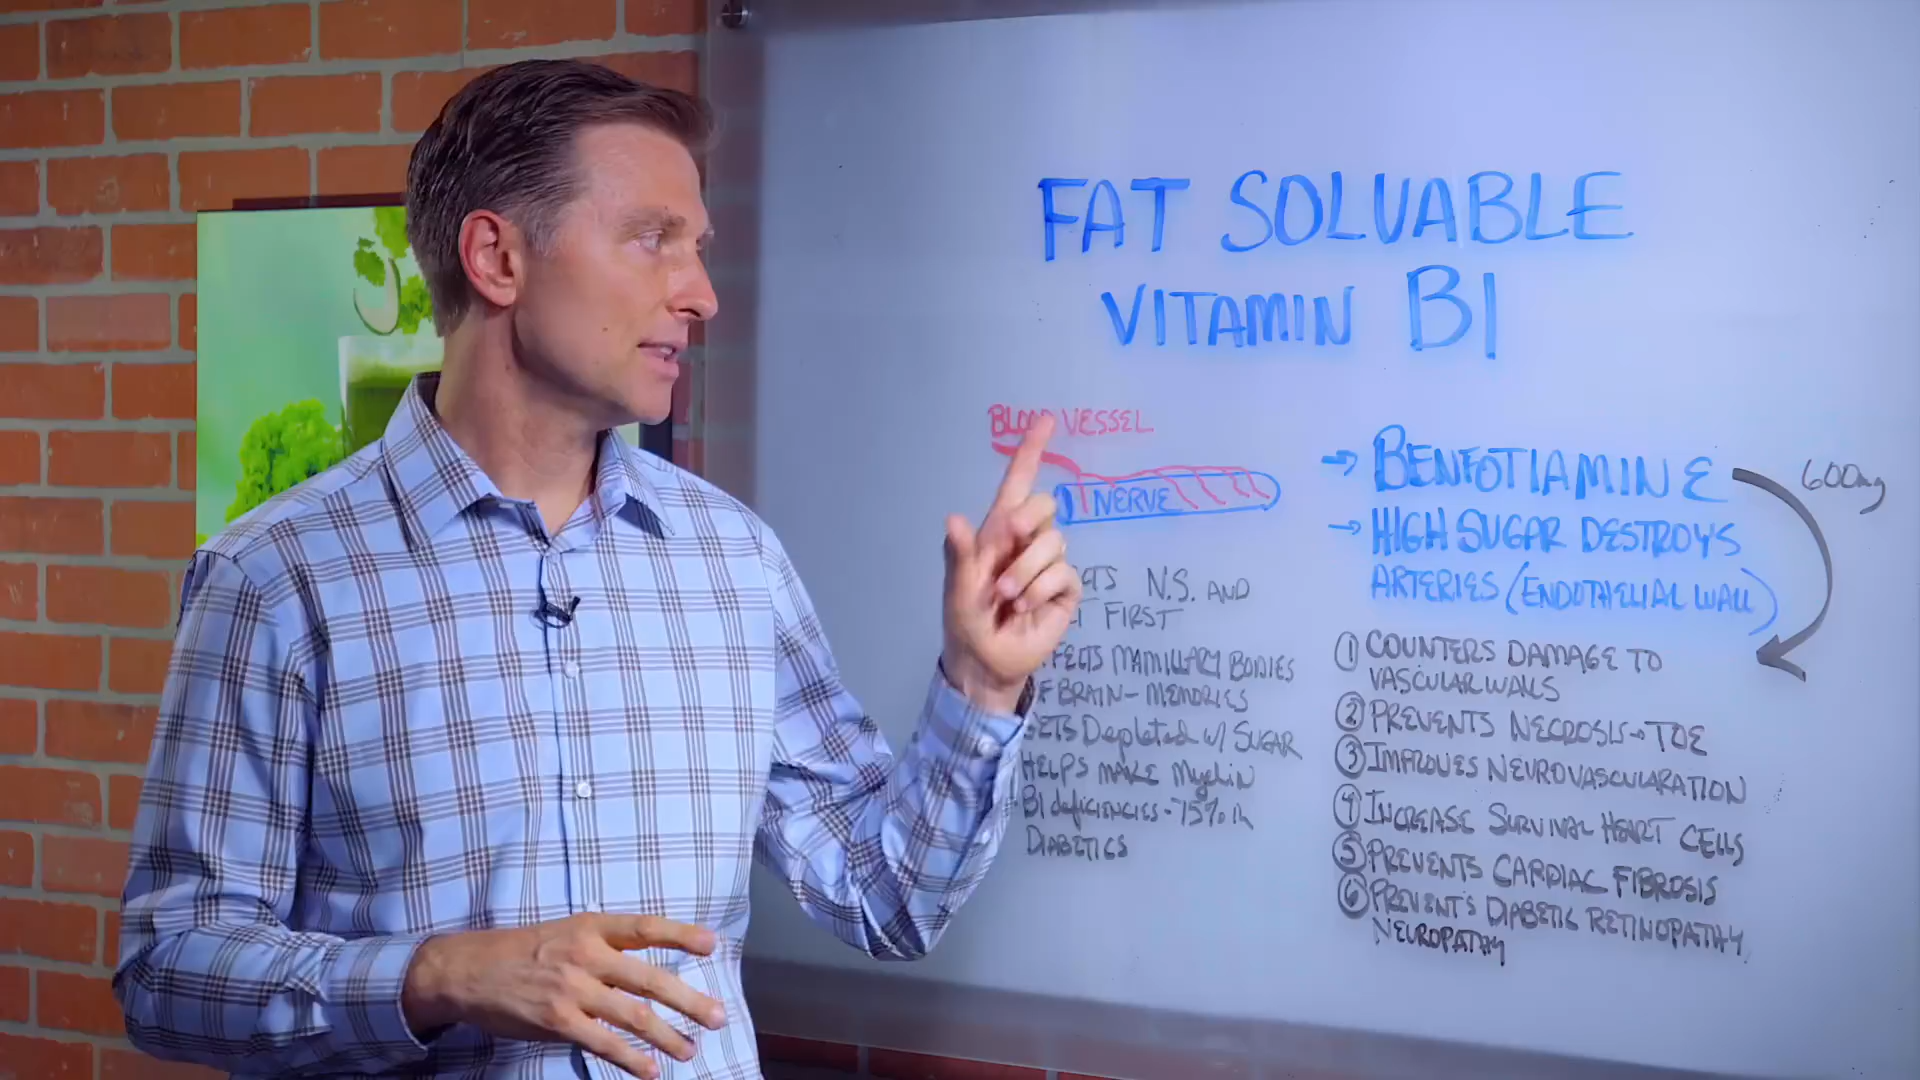 FAT SOLUABLE
VITAMIN B1
BLOOD VESSEL
NERVE
N.S. AND
FIRST
MAMILLARY BODIES
BRAIN- MEMORIES
Depleted w/ SUGAR
HELPS MAKE Myelin
B1 deficiencies - 75% in
DIABETICS
→ BENFOTIAMINE
600mg
→ HIGH SUGAR DESTROYS
ARTERIES (ENDOTHELIAL WALL)
① COUNTERS DAMAGE TO
VASCULAR WALLS
② PREVENTS NECROSIS → TOE
③ IMPROVES NEUROVASCULARATION
④ INCREASE SURVIVAL HEART CELLS
⑤ PREVENTS CARDIAC FIBROSIS
⑥ PREVENTS DIABETIC RETINOPATHY,
NEUROPATHY